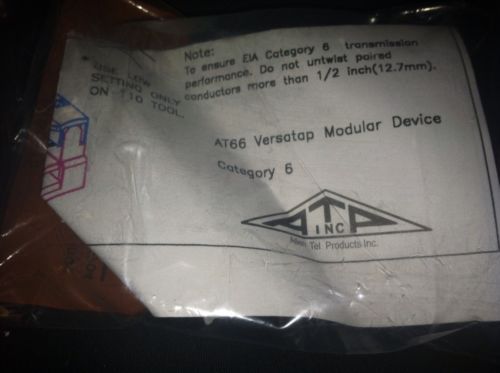 Note:
To ensure EIA Category 6 transmission
performance. Do not untwist paired
conductors more than 1/2 inch(12.7mm).
* USE LOW
SETTING ONLY
ON 110 TOOL.
AT66 Versatap Modular Device
Category 6
ATP
INC
Allen Tel Products Inc.